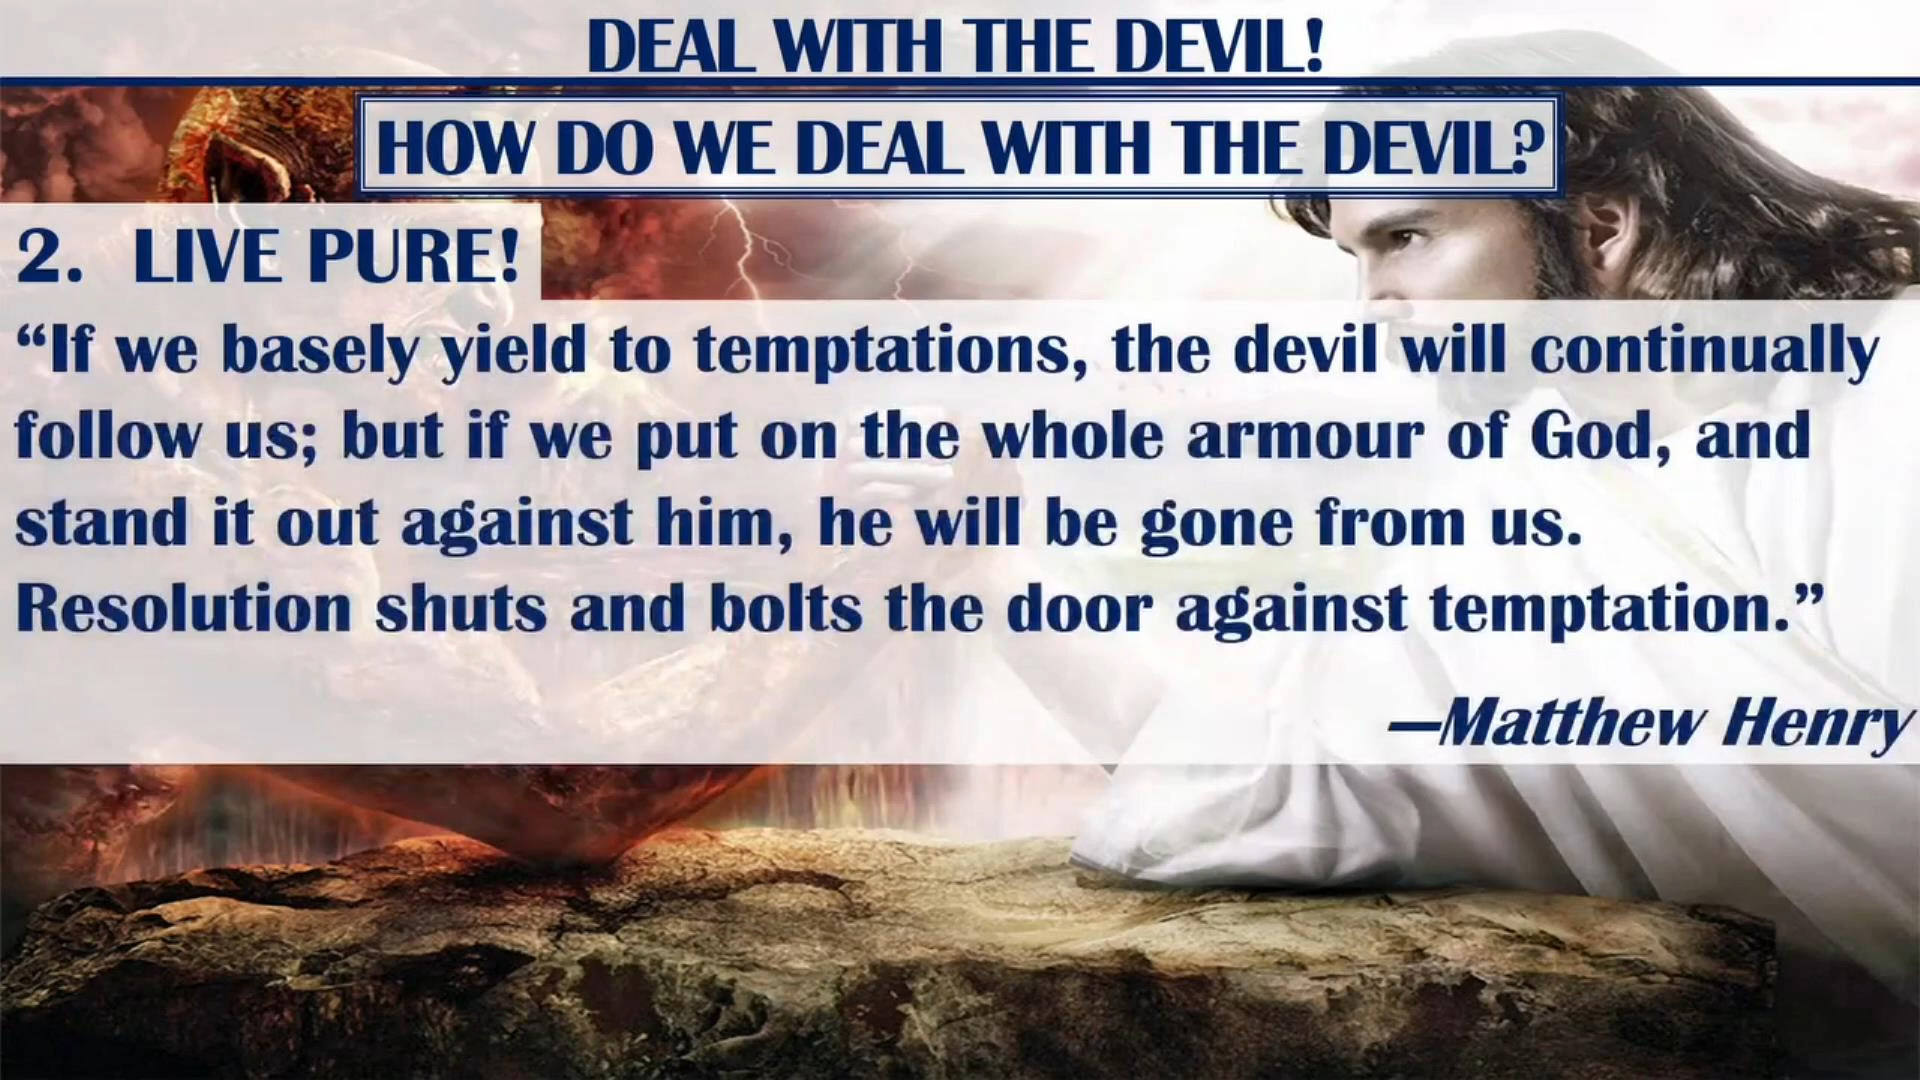 DEAL WITH THE DEVIL!
HOW DO WE DEAL WITH THE DEVIL?
2. LIVE PURE!
“If we basely yield to temptations, the devil will continually
follow us; but if we put on the whole armour of God, and
stand it out against him, he will be gone from us.
Resolution shuts and bolts the door against temptation.”
—Matthew Henry